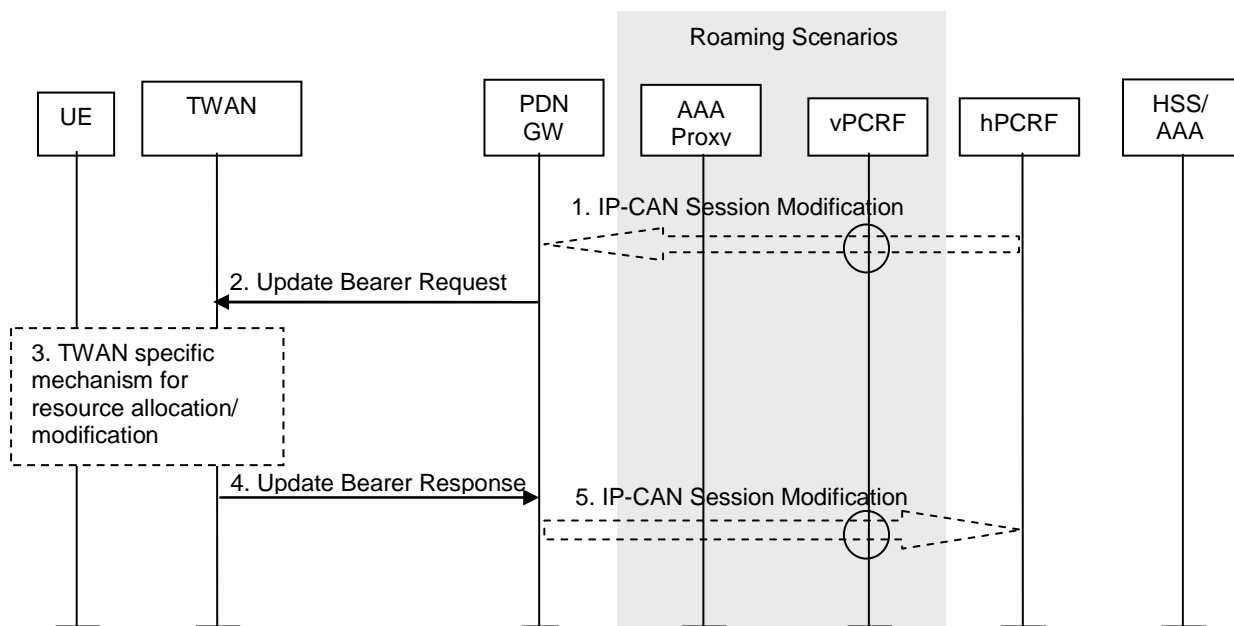 Roaming Scenarios
UE
TWAN
PDN
GW
AAA
Proxy
vPCRF
hPCRF
HSS/
AAA
1. IP-CAN Session Modification
2. Update Bearer Request
3. TWAN specific
mechanism for
resource allocation/
modification
4. Update Bearer Response
5. IP-CAN Session Modification